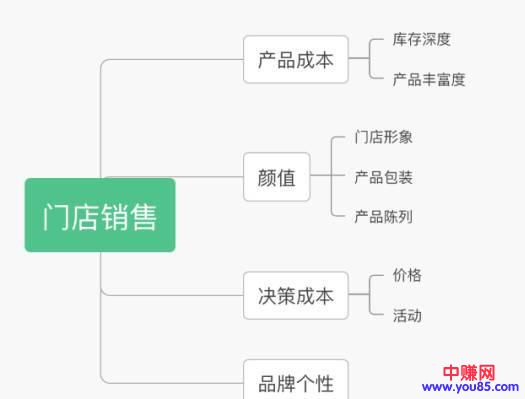 库存深度
产品成本
产品丰富度
门店形象
颜值
产品包装
产品陈列
门店销售
价格
决策成本
活动
品牌个性
中赚网
www.you85.com